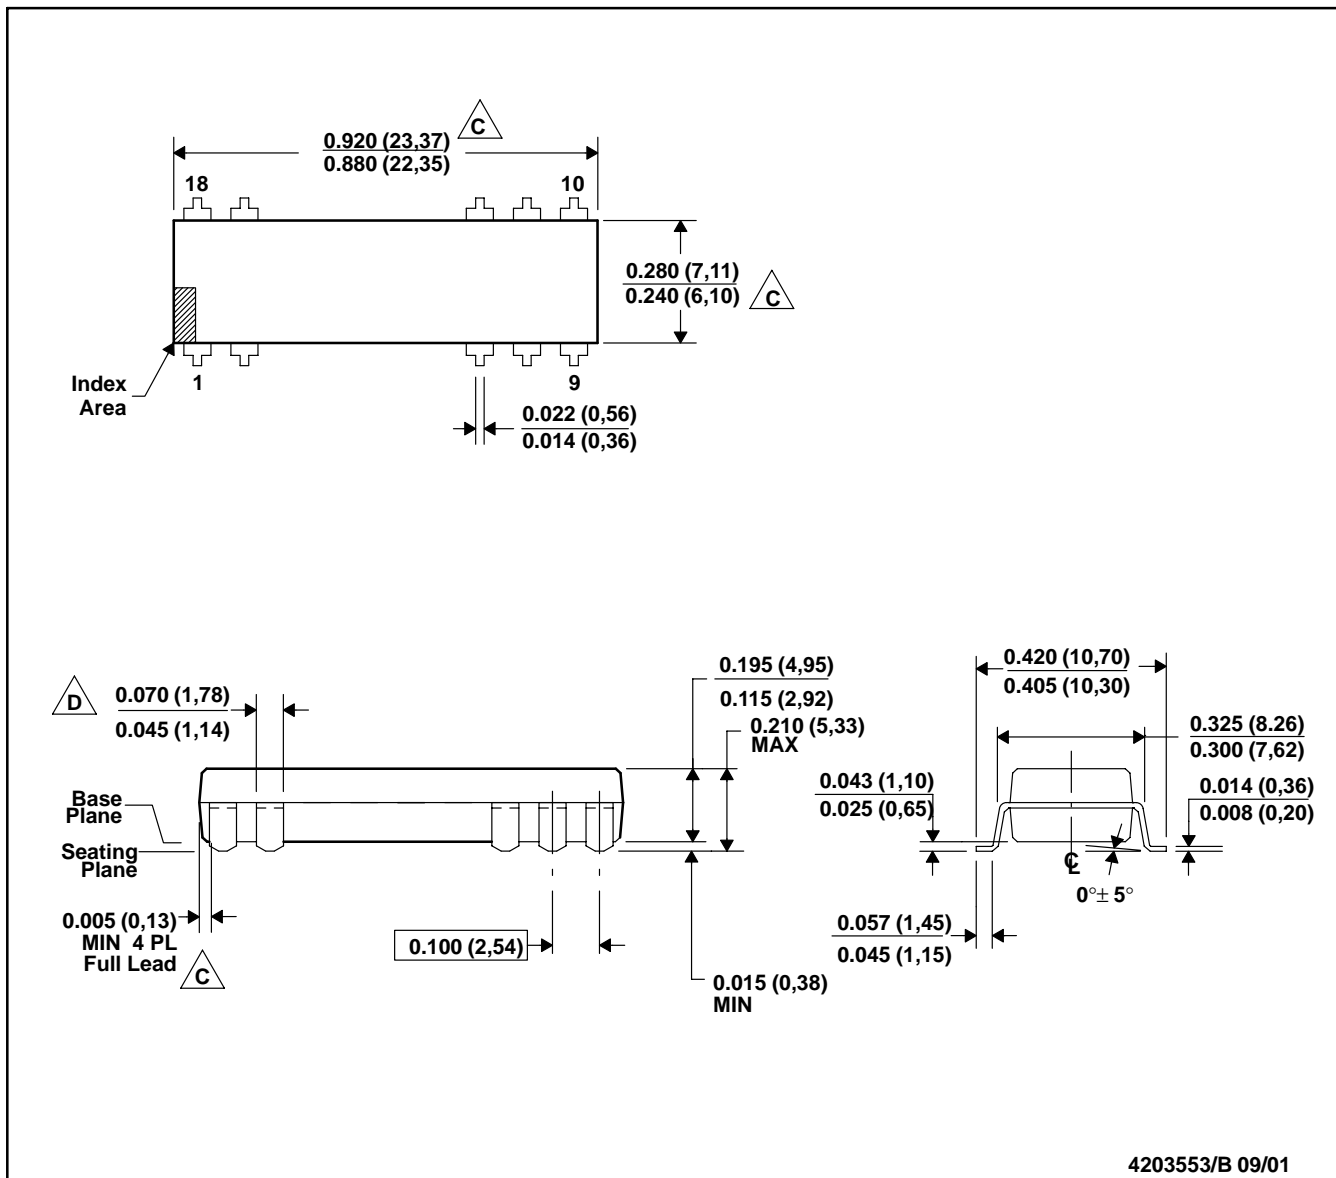 0.920 (23,37)
0.880 (22,35)
C
18
10
0.280 (7,11)
0.240 (6,10)
C
Index
Area
1
9
0.022 (0,56)
0.014 (0,36)
D
0.070 (1,78)
0.045 (1,14)
0.195 (4,95)
0.115 (2,92)
0.210 (5,33)
MAX
Base
Plane
Seating
Plane
0.005 (0,13)
MIN 4 PL
Full Lead
C
0.100 (2,54)
0.015 (0,38)
MIN
0.420 (10,70)
0.405 (10,30)
0.325 (8.26)
0.300 (7,62)
0.043 (1,10)
0.025 (0,65)
0.014 (0,36)
0.008 (0,20)
CL
0°± 5°
0.057 (1,45)
0.045 (1,15)
4203553/B 09/01